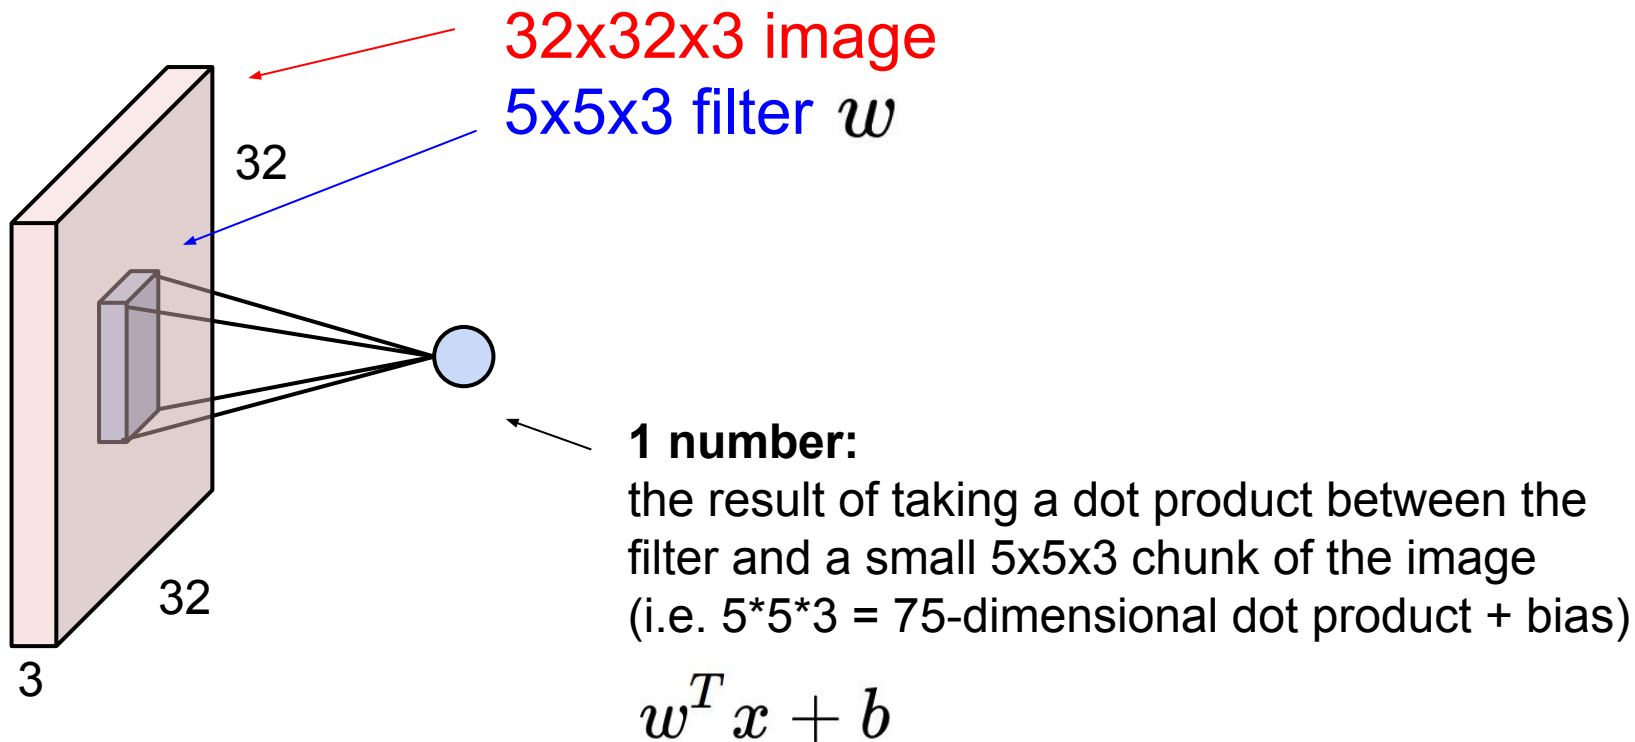 32x32x3 image
5x5x3 filter w
32
32
3
1 number:
the result of taking a dot product between the
filter and a small 5x5x3 chunk of the image
(i.e. 5*5*3 = 75-dimensional dot product + bias)
w^T x + b